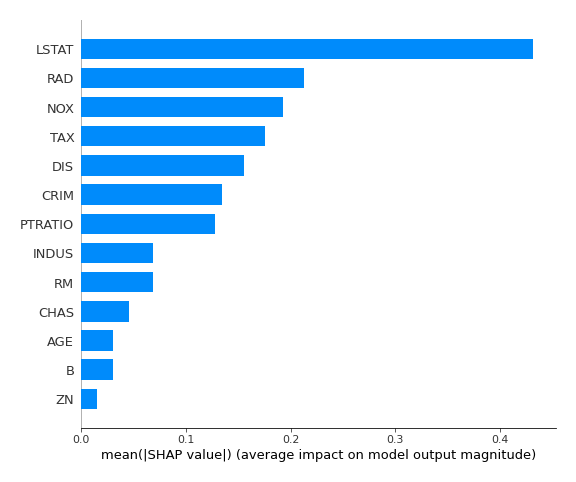 LSTAT
RAD
NOX
TAX
DIS
CRIM
PTRATIO
INDUS
RM
CHAS
AGE
B
ZN
0.0 0.1 0.2 0.3 0.4
mean(|SHAP value|) (average impact on model output magnitude)